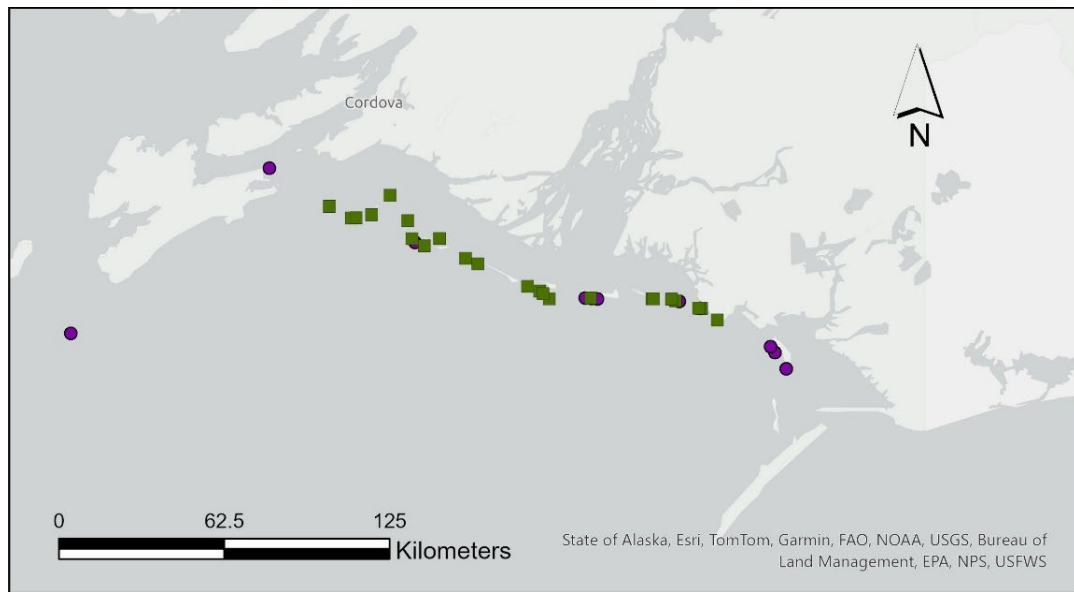 Cordova
N
0 62.5 125
Kilometers
State of Alaska, Esri, TomTom, Garmin, FAO, NOAA, USGS, Bureau of
Land Management, EPA, NPS, USFWS